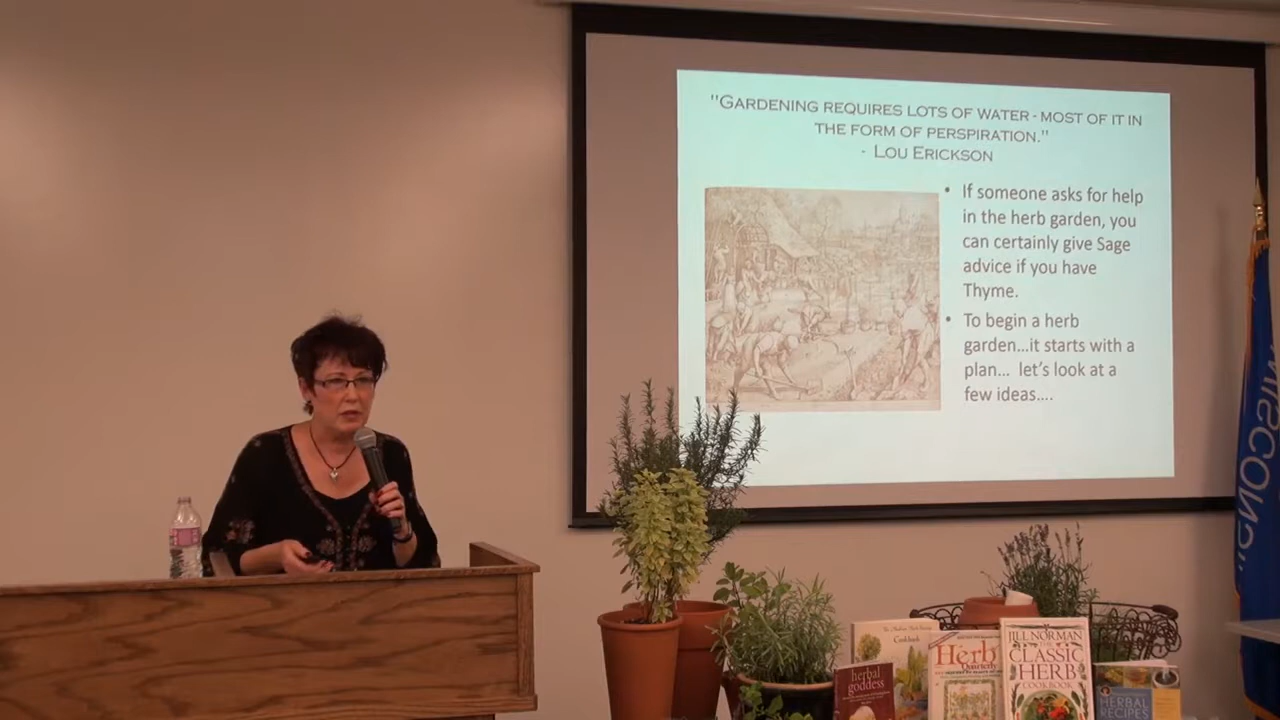 "GARDENING REQUIRES LOTS OF WATER - MOST OF IT IN
THE FORM OF PERSPIRATION."
- LOU ERICKSON
• If someone asks for help
in the herb garden, you
can certainly give Sage
advice if you have
Thyme.
• To begin a herb
garden...it starts with a
plan... let's look at a
few ideas....
WISCONSIN
Cookbook
herbal
goddess
Herb
Quarterly
JILL NORMAN
THE
CLASSIC
HERB
COOKBOOK
HERBAL
RECIPES